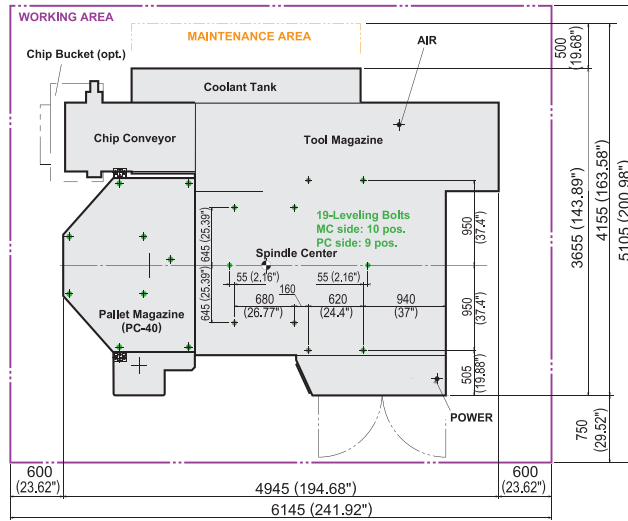 WORKING AREA
MAINTENANCE AREA
Chip Bucket (opt.)
AIR
Coolant Tank
Chip Conveyor
Tool Magazine
500
(19.68")
19-Leveling Bolts
MC side: 10 pos.
PC side: 9 pos.
950
(37.4")
645 (25.39")
Spindle Center
55 (2,16")
55 (2,16")
160
680
(26.77")
620
(24.4")
940
(37")
645 (25.39")
950
(37.4")
Pallet Magazine
(PC-40)
505
(19.88")
POWER
3655 (143.89")
4155 (163.58")
5105 (200.98")
750
(29.52")
600
(23.62")
4945 (194.68")
600
(23.62")
6145 (241.92")